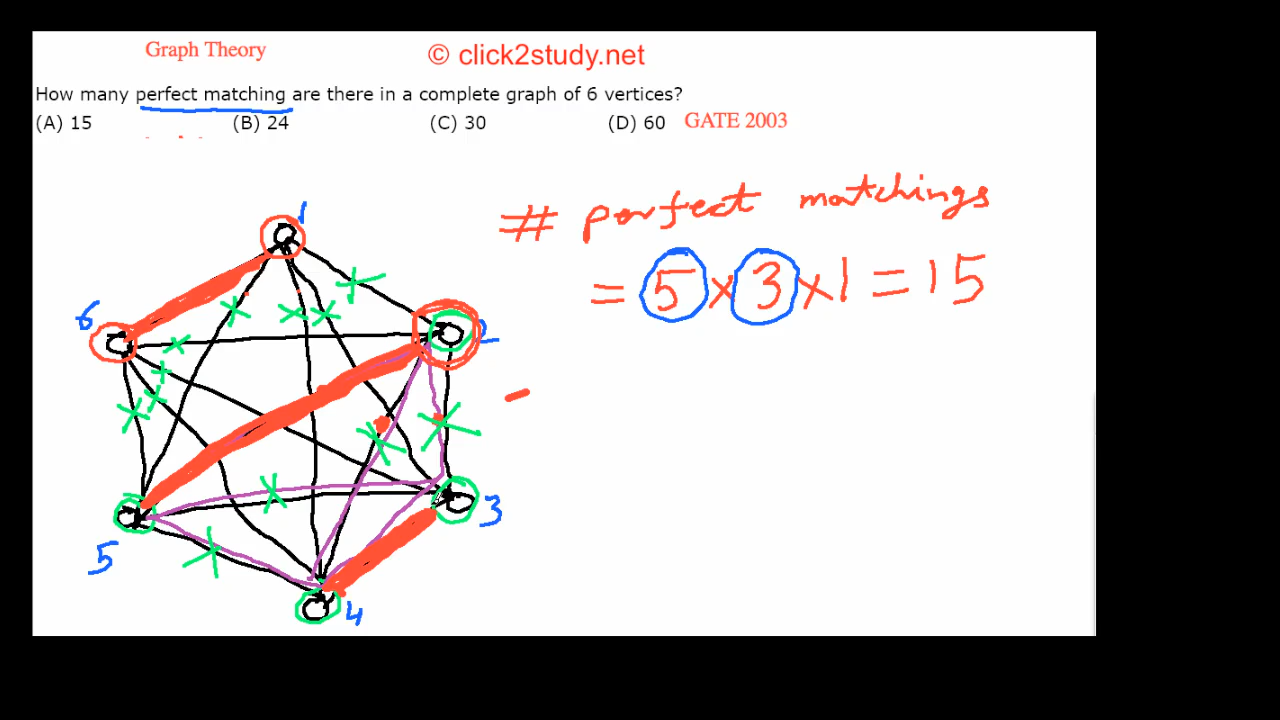 Graph Theory
© click2study.net
How many perfect matching are there in a complete graph of 6 vertices?
(A) 15 (B) 24 (C) 30 (D) 60 GATE 2003
# perfect matchings
= 5 × 3 × 1 = 15
1
6
2
3
5
4